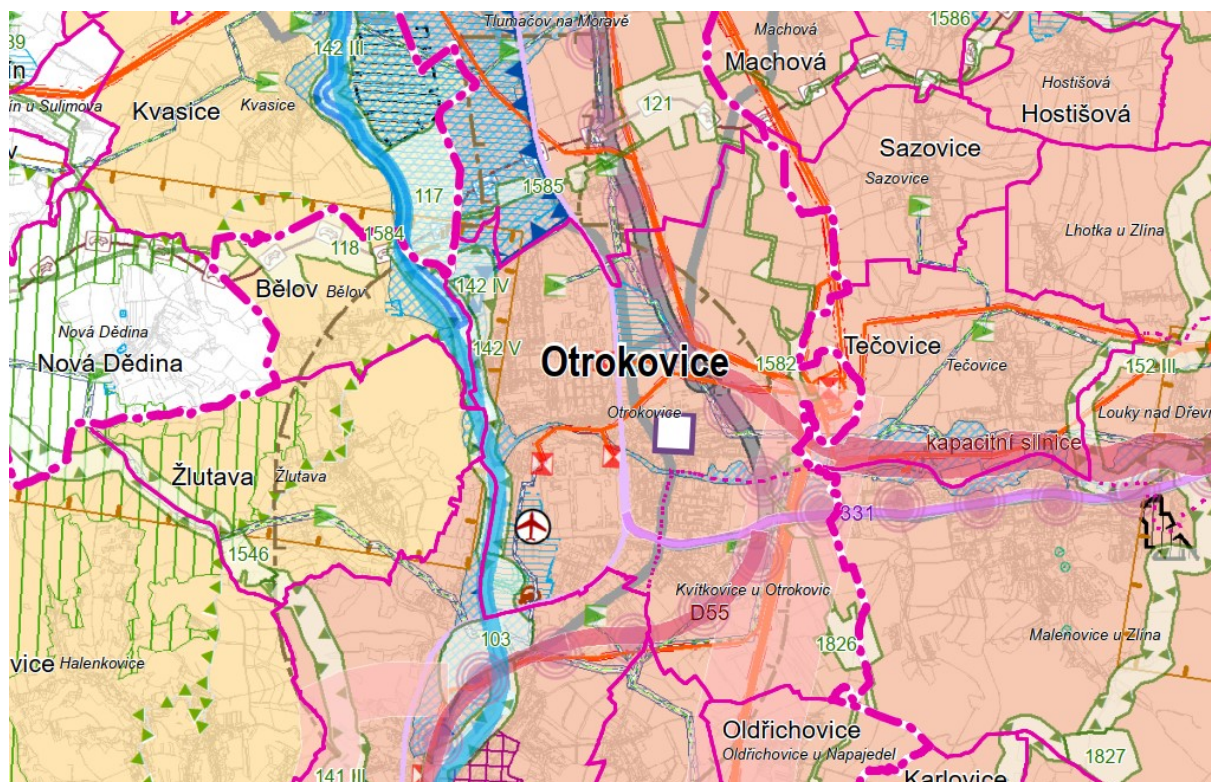 Tlumačov na Moravě
1586
142 III
Machová
Machová
Hostišová
Hostišová
ín u Sulimova
Kvasice
Kvasice
121
Sazovice
Sazovice
117
1585
1584
118
Lhotka u Zlína
Bělov
Bělov
142 IV
Nová Dědina
Nová Dědina
142 V
Otrokovice
1582
Tečovice
Tečovice
152 III
Otrokovice
Louky nad Dřevn
kapacitní silnice
Žlutava
Žlutava
331
1546
Kvítkovice u Otrokovic
D55
103
1826
Malenovice u Zlína
vice
Halenkovice
Oldřichovice
Oldřichovice u Napajedel
1827
141 III
Karlovice